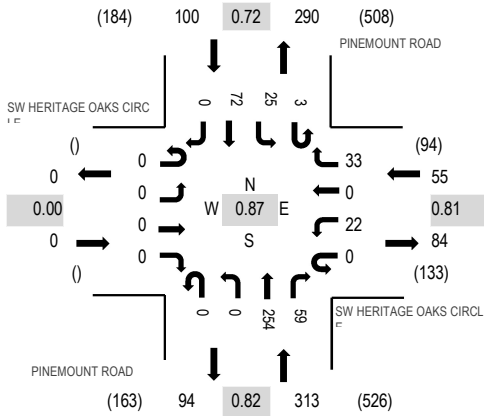 (184) 100 0.72 290 (508)
PINEMOUNT ROAD
SW HERITAGE OAKS CIRC
0 72 25 3
() 0 33 (94)
0 0 0 55
0.00 N 0.81
W 0.87 E
0 0 S 22 84
() 0 0 (133)
0 0 254 59
SW HERITAGE OAKS CIRCL
PINEMOUNT ROAD
(163) 94 0.82 313 (526)